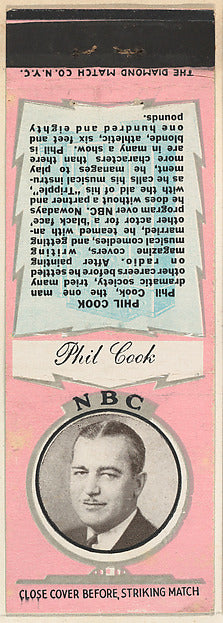 THE DIAMOND MATCH CO. N.Y.C.
PHIL COOK
Phil Cook, the one man
dramatic society, tried many
other careers before he settled
on radio. After painting
magazine covers, writing
musical comedies, and getting
married, he teamed with an-
other actor for a "black face"
program over NBC. Nowadays
he does without a partner and
with the aid of his "Trippe",
as he calls his musical instru-
ment, he manages to play
more characters than there
are in many a show. Phil is
blonde, athletic, six feet and
one hundred and eighty
pounds.
Phil Cook
NBC
CLOSE COVER BEFORE STRIKING MATCH